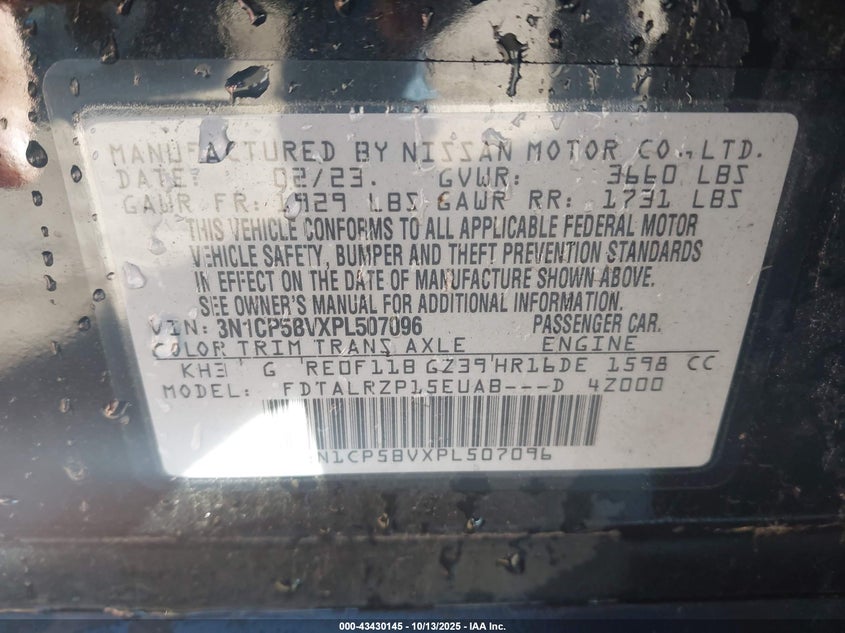 MANUFACTURED BY NISSAN MOTOR CO., LTD.
DATE: 02/23. GVWR: 3660 LBS
GAWR FR: 1929 LBS GAWR RR: 1731 LBS
THIS VEHICLE CONFORMS TO ALL APPLICABLE FEDERAL MOTOR
VEHICLE SAFETY, BUMPER AND THEFT PREVENTION STANDARDS
IN EFFECT ON THE DATE OF MANUFACTURE SHOWN ABOVE.
SEE OWNER'S MANUAL FOR ADDITIONAL INFORMATION.
VIN: 3N1CP5BVXPL507096 PASSENGER CAR.
COLOR TRIM TRANS AXLE ENGINE
KH3 G RE0F11B GZ39 HR16DE 1598 CC
MODEL: FDTALRZP15EUAB---D 4Z000
N1CP5BVXPL507096
000-43430145 | 10/13/2025 - IAA Inc.